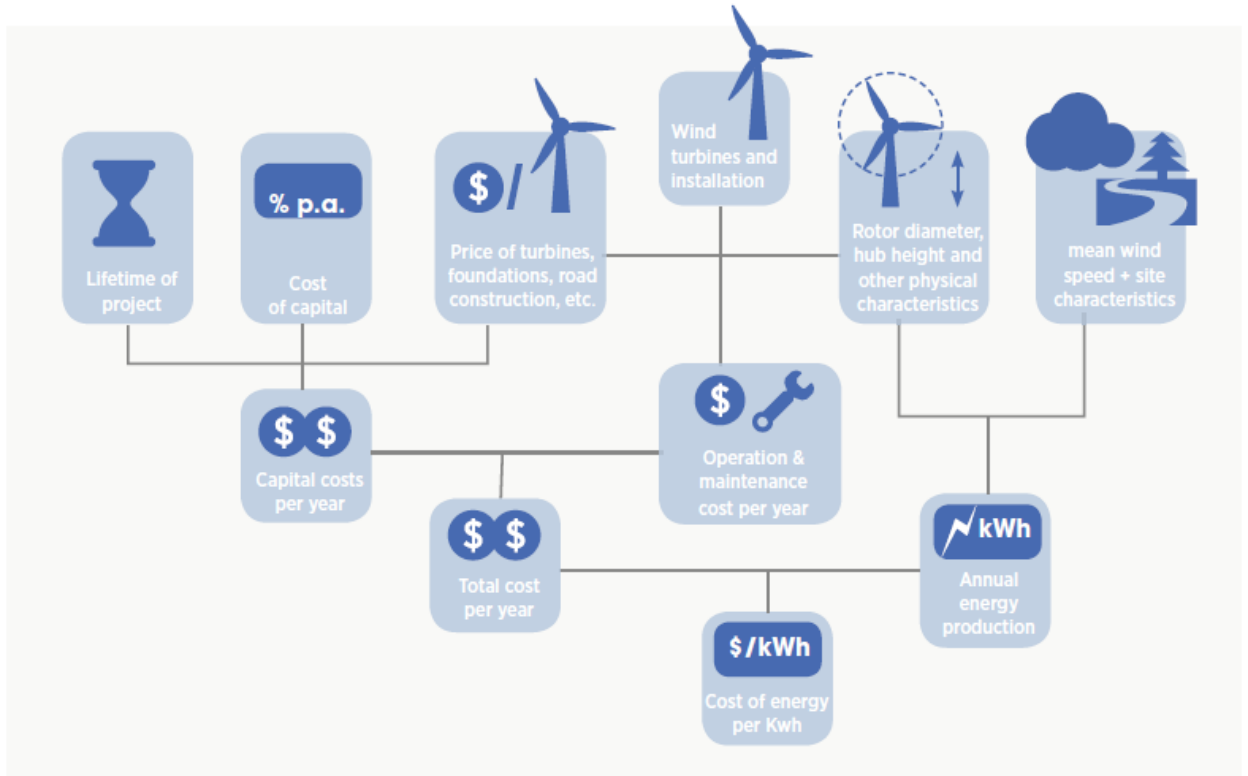 Wind
turbines and
installation
% p.a.
$/
Lifetime of
project
Cost
of capital
Price of turbines,
foundations, road
construction, etc.
Rotor diameter,
hub height and
other physical
characteristics
mean wind
speed + site
characteristics
$ $
Capital costs
per year
$
Operation &
maintenance
cost per year
$ $
Total cost
per year
kWh
Annual
energy
production
$/kWh
Cost of energy
per Kwh